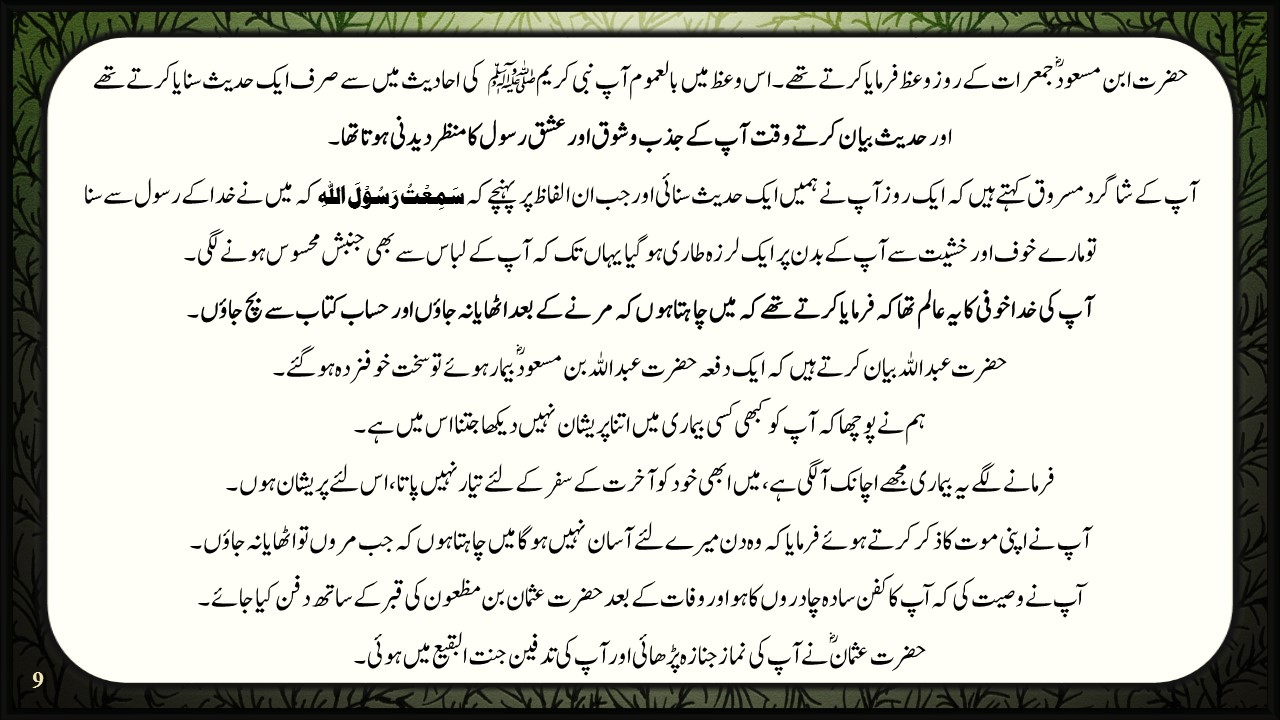 حضرت ابن مسعودؓ جمعرات کے روز وعظ فرمایا کرتے تھے۔ اس وعظ میں بالعموم آپ نبی کریم ﷺ کی احادیث میں سے صرف ایک حدیث سنایا کرتے تھے
اور حدیث بیان کرتے وقت آپ کے جذب و شوق اور عشق رسول کا منظر دیدنی ہوتا تھا۔
آپ کے شاگرد مسروق کہتے ہیں کہ ایک روز آپ نے ہمیں ایک حدیث سنائی اور جب ان الفاظ پر پہنچے کہ سَمِعْتُ رَسُوْلَ اللّٰهِ کہ میں نے خدا کے رسول سے سنا
تو مارے خوف اور خشیت سے آپ کے بدن پر ایک لرزہ طاری ہو گیا یہاں تک کہ آپ کے لباس سے بھی جنبش محسوس ہونے لگی۔
آپ کی خدا خوفی کا یہ عالم تھا کہ فرمایا کرتے تھے کہ میں چاہتا ہوں کہ مرنے کے بعد اٹھایا نہ جاؤں اور حساب کتاب سے بچ جاؤں۔
حضرت عبد اللہ بیان کرتے ہیں کہ ایک دفعہ حضرت عبد اللہ بن مسعودؓ بیمار ہوئے تو سخت خوفزدہ ہو گئے۔
ہم نے پوچھا کہ آپ کو کبھی کسی بیماری میں اتنا پریشان نہیں دیکھا جتنا اس میں ہے۔
فرمانے لگے یہ بیماری مجھے اچانک آ لگی ہے، میں ابھی خود کو آخرت کے سفر کے لئے تیار نہیں پاتا، اس لئے پریشان ہوں۔
آپ نے اپنی موت کا ذکر کرتے ہوئے فرمایا کہ وہ دن میرے لئے آسان نہیں ہو گا میں چاہتا ہوں کہ جب مروں تو اٹھایا نہ جاؤں۔
آپ نے وصیت کی کہ آپ کا کفن سادہ چادروں کا ہو اور وفات کے بعد حضرت عثمان بن مظعون کی قبر کے ساتھ دفن کیا جائے۔
حضرت عثمانؓ نے آپ کی نماز جنازہ پڑھائی اور آپ کی تدفین جنت البقیع میں ہوئی۔
9